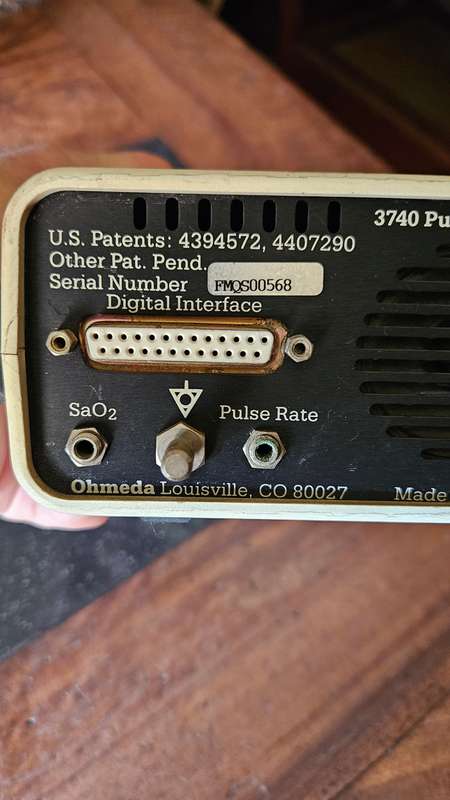 3740 Pu
U.S. Patents: 4394572, 4407290
Other Pat. Pend.
Serial Number FMQS00568
Digital Interface
SaO2
Pulse Rate
Ohmeda Louisville, CO 80027
Made